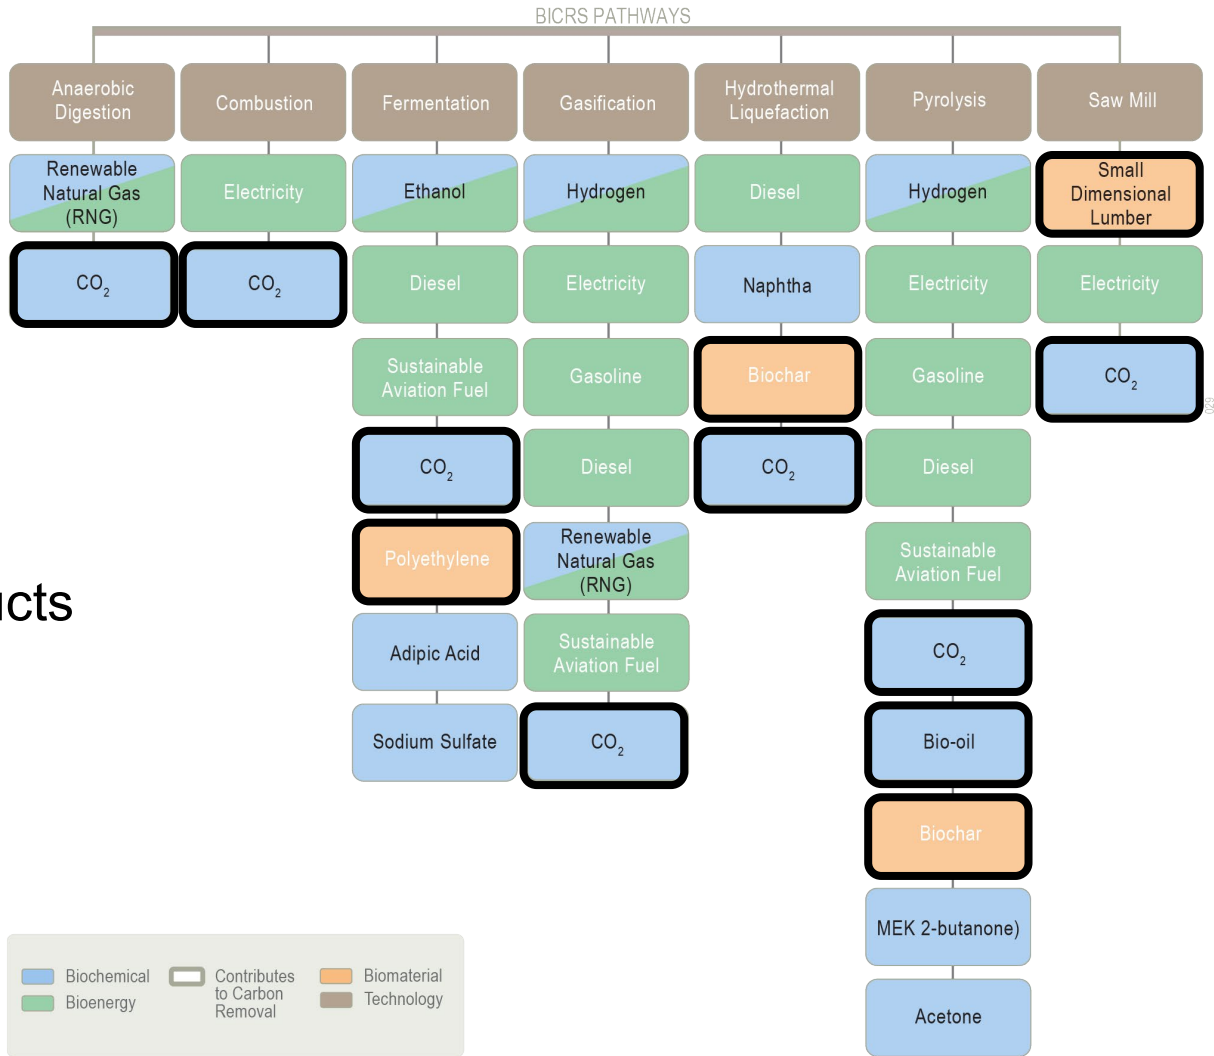 BICRS PATHWAYS
Anaerobic
Digestion
Renewable
Natural Gas
(RNG)
CO2
Combustion
Electricity
CO2
Fermentation
Ethanol
Diesel
Sustainable
Aviation Fuel
CO2
Polyethylene
Adipic Acid
Sodium Sulfate
Gasification
Hydrogen
Electricity
Gasoline
Diesel
Renewable
Natural Gas
(RNG)
Sustainable
Aviation Fuel
CO2
Hydrothermal
Liquefaction
Diesel
Naphtha
Biochar
CO2
Pyrolysis
Hydrogen
Electricity
Gasoline
Diesel
Sustainable
Aviation Fuel
CO2
Bio-oil
Biochar
MEK 2-butanone)
Acetone
Saw Mill
Small
Dimensional
Lumber
Electricity
CO2
029
ucts
Biochemical
Bioenergy
Contributes
to Carbon
Removal
Biomaterial
Technology